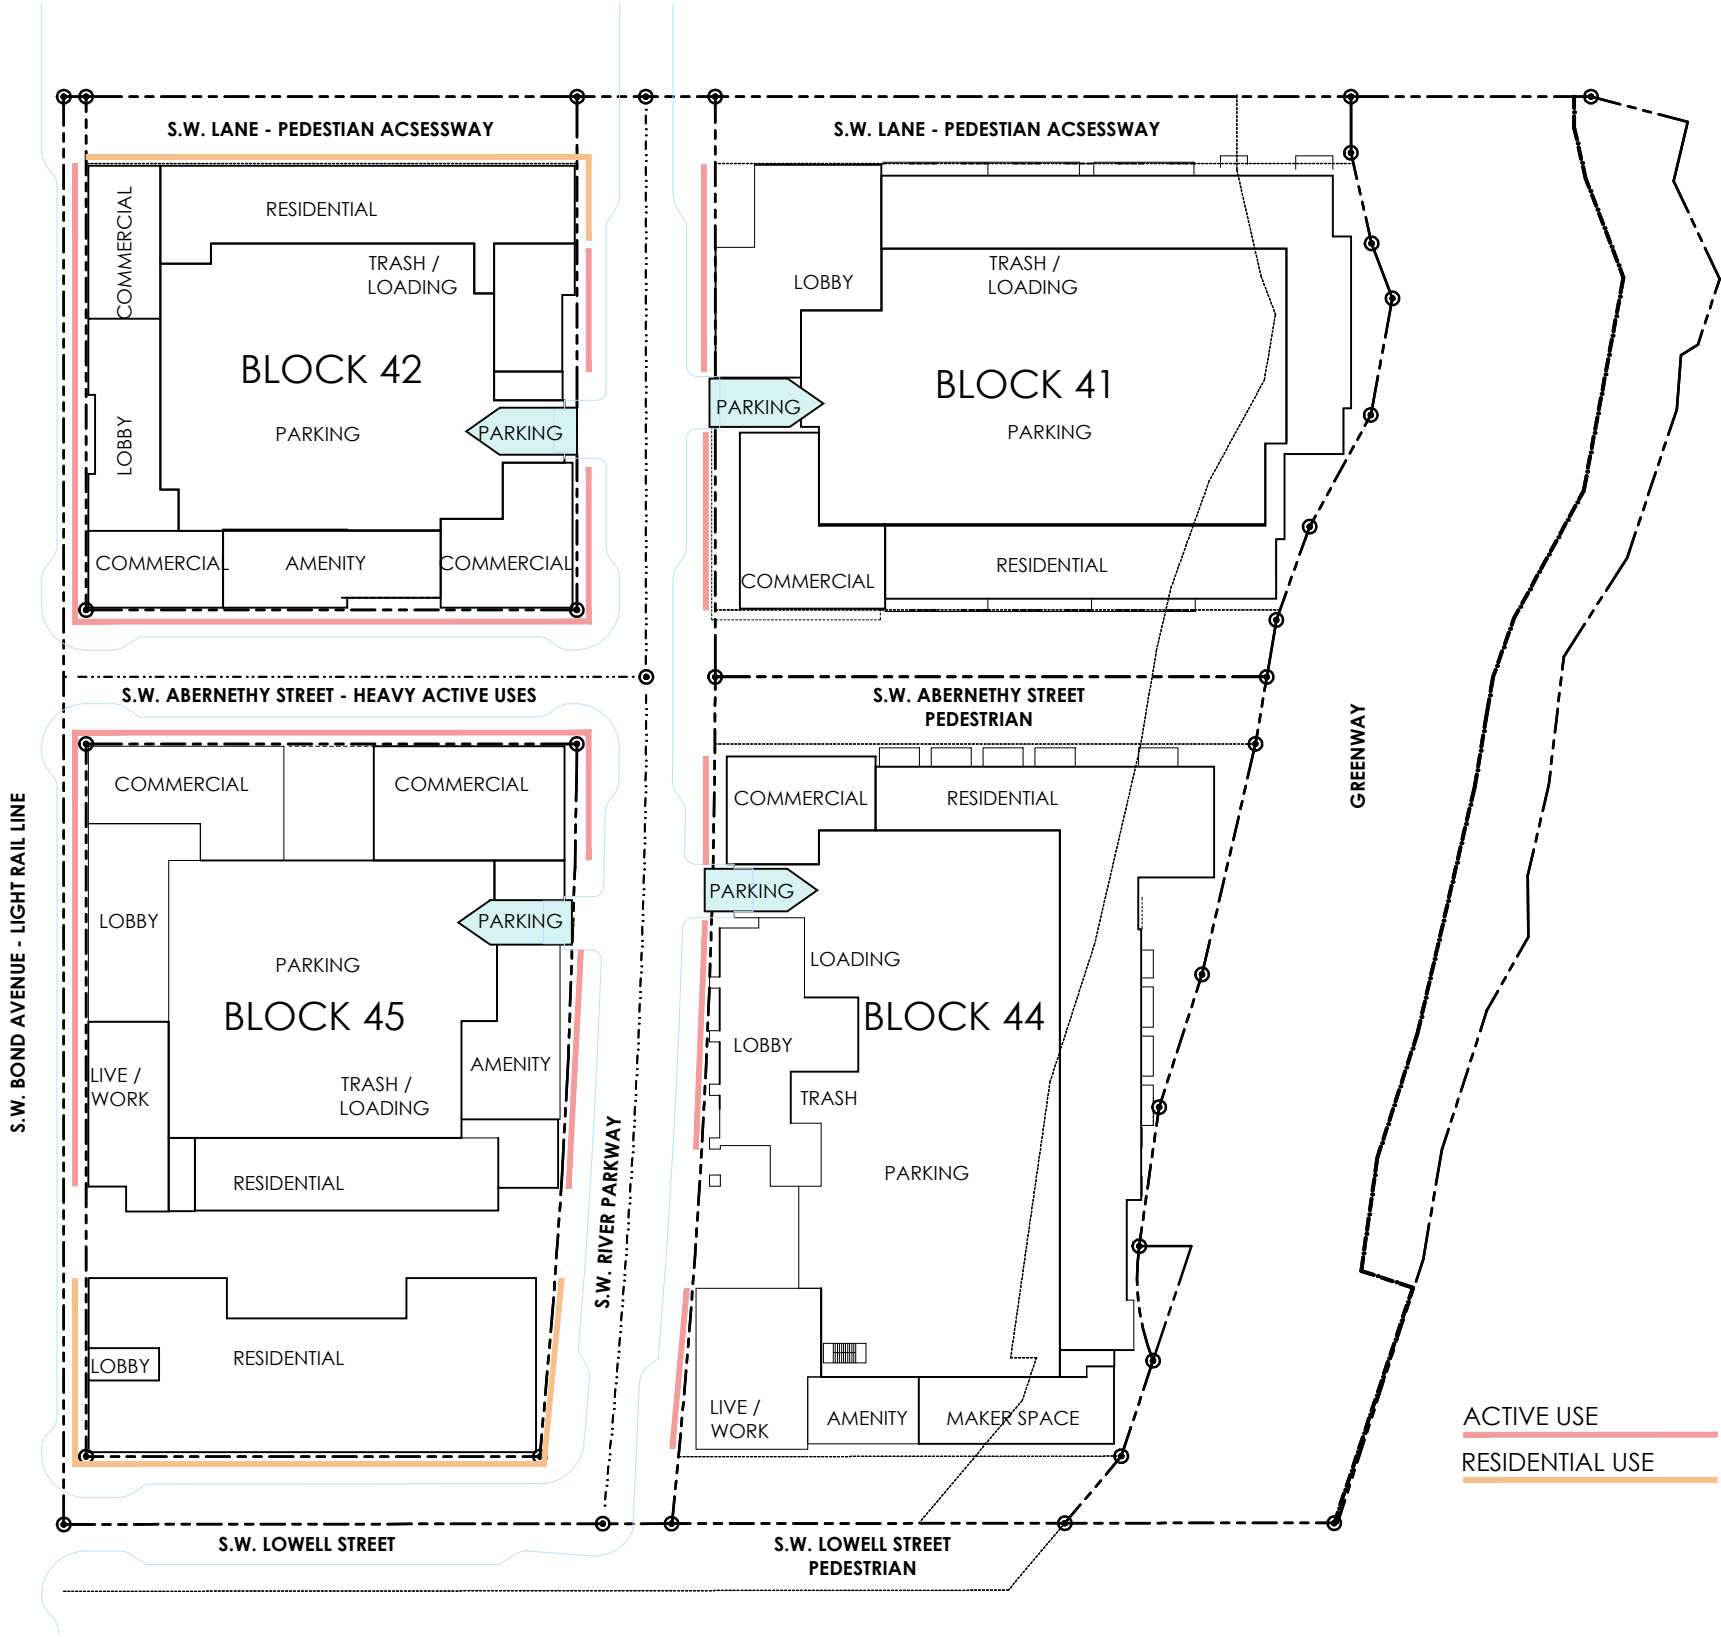 S.W. LANE - PEDESTIAN ACSESSWAY
S.W. LANE - PEDESTIAN ACSESSWAY
COMMERCIAL
RESIDENTIAL
TRASH /
LOADING
BLOCK 42
PARKING
PARKING
LOBBY
COMMERCIAL
AMENITY
COMMERCIAL
LOBBY
TRASH /
LOADING
BLOCK 41
PARKING
PARKING
COMMERCIAL
RESIDENTIAL
S.W. ABERNETHY STREET - HEAVY ACTIVE USES
S.W. ABERNETHY STREET
PEDESTRIAN
GREENWAY
S.W. BOND AVENUE - LIGHT RAIL LINE
COMMERCIAL
COMMERCIAL
LOBBY
PARKING
PARKING
BLOCK 45
LIVE /
WORK
TRASH /
LOADING
AMENITY
RESIDENTIAL
LOBBY
RESIDENTIAL
S.W. RIVER PARKWAY
COMMERCIAL
RESIDENTIAL
PARKING
LOADING
BLOCK 44
LOBBY
TRASH
PARKING
LIVE /
WORK
AMENITY
MAKER SPACE
ACTIVE USE
RESIDENTIAL USE
S.W. LOWELL STREET
S.W. LOWELL STREET
PEDESTRIAN